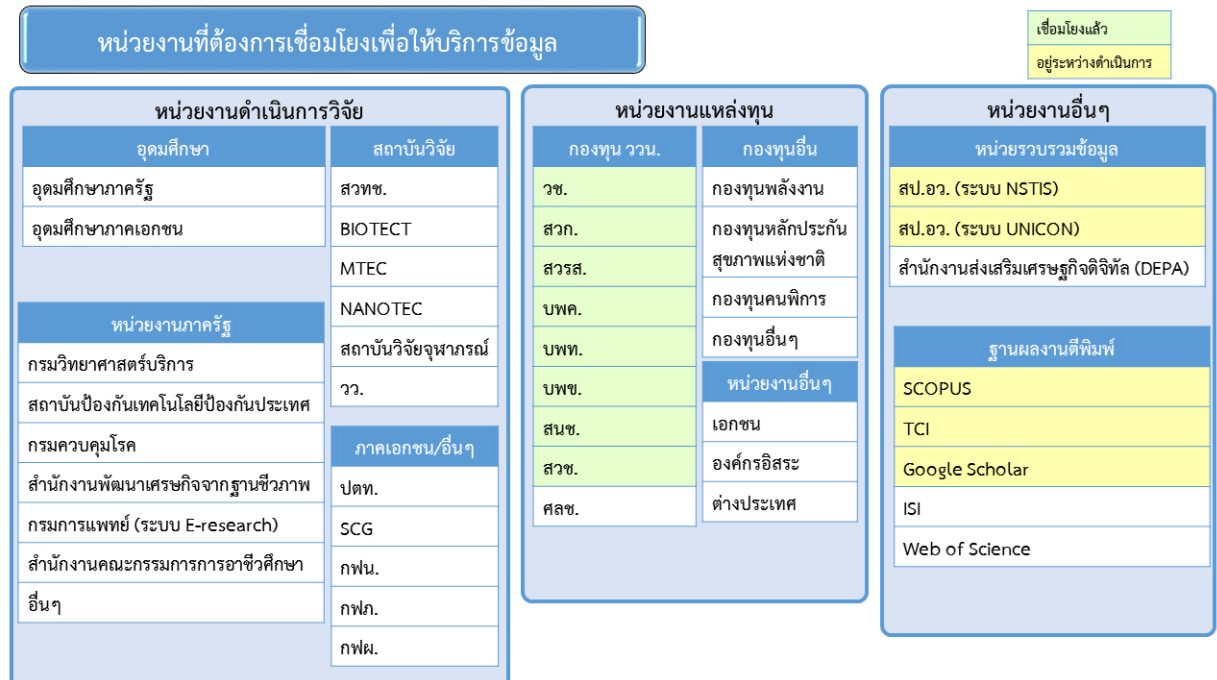 หน่วยงานที่ต้องการเชื่อมโยงเพื่อให้บริการข้อมูล
เชื่อมโยงแล้ว
อยู่ระหว่างดำเนินการ
หน่วยงานดำเนินการวิจัย
อุดมศึกษา
อุดมศึกษาภาครัฐ
อุดมศึกษาภาคเอกชน
หน่วยงานภาครัฐ
กรมวิทยาศาสตร์บริการ
สถาบันป้องกันเทคโนโลยีป้องกันประเทศ
กรมควบคุมโรค
สำนักงานพัฒนาเศรษฐกิจจากฐานชีวภาพ
กรมการแพทย์ (ระบบ E-research)
สำนักงานคณะกรรมการการอาชีวศึกษา
อื่นๆ
สถาบันวิจัย
สวทช.
BIOTECT
MTEC
NANOTEC
สถาบันวิจัยจุฬาภรณ์
วว.
ภาคเอกชน/อื่นๆ
ปตท.
SCG
กฟน.
กฟภ.
กฟผ.
หน่วยงานแหล่งทุน
กองทุน ววน.
วช.
สวก.
สวรส.
บพค.
บพท.
บพข.
สนช.
สวช.
ศลช.
กองทุนอื่น
กองทุนพลังงาน
กองทุนหลักประกัน
สุขภาพแห่งชาติ
กองทุนคนพิการ
กองทุนอื่นๆ
หน่วยงานอื่นๆ
เอกชน
องค์กรอิสระ
ต่างประเทศ
หน่วยงานอื่นๆ
หน่วยรวบรวมข้อมูล
สป.อว. (ระบบ NSTIS)
สป.อว. (ระบบ UNICON)
สำนักงานส่งเสริมเศรษฐกิจดิจิทัล (DEPA)
ฐานผลงานตีพิมพ์
SCOPUS
TCI
Google Scholar
ISI
Web of Science